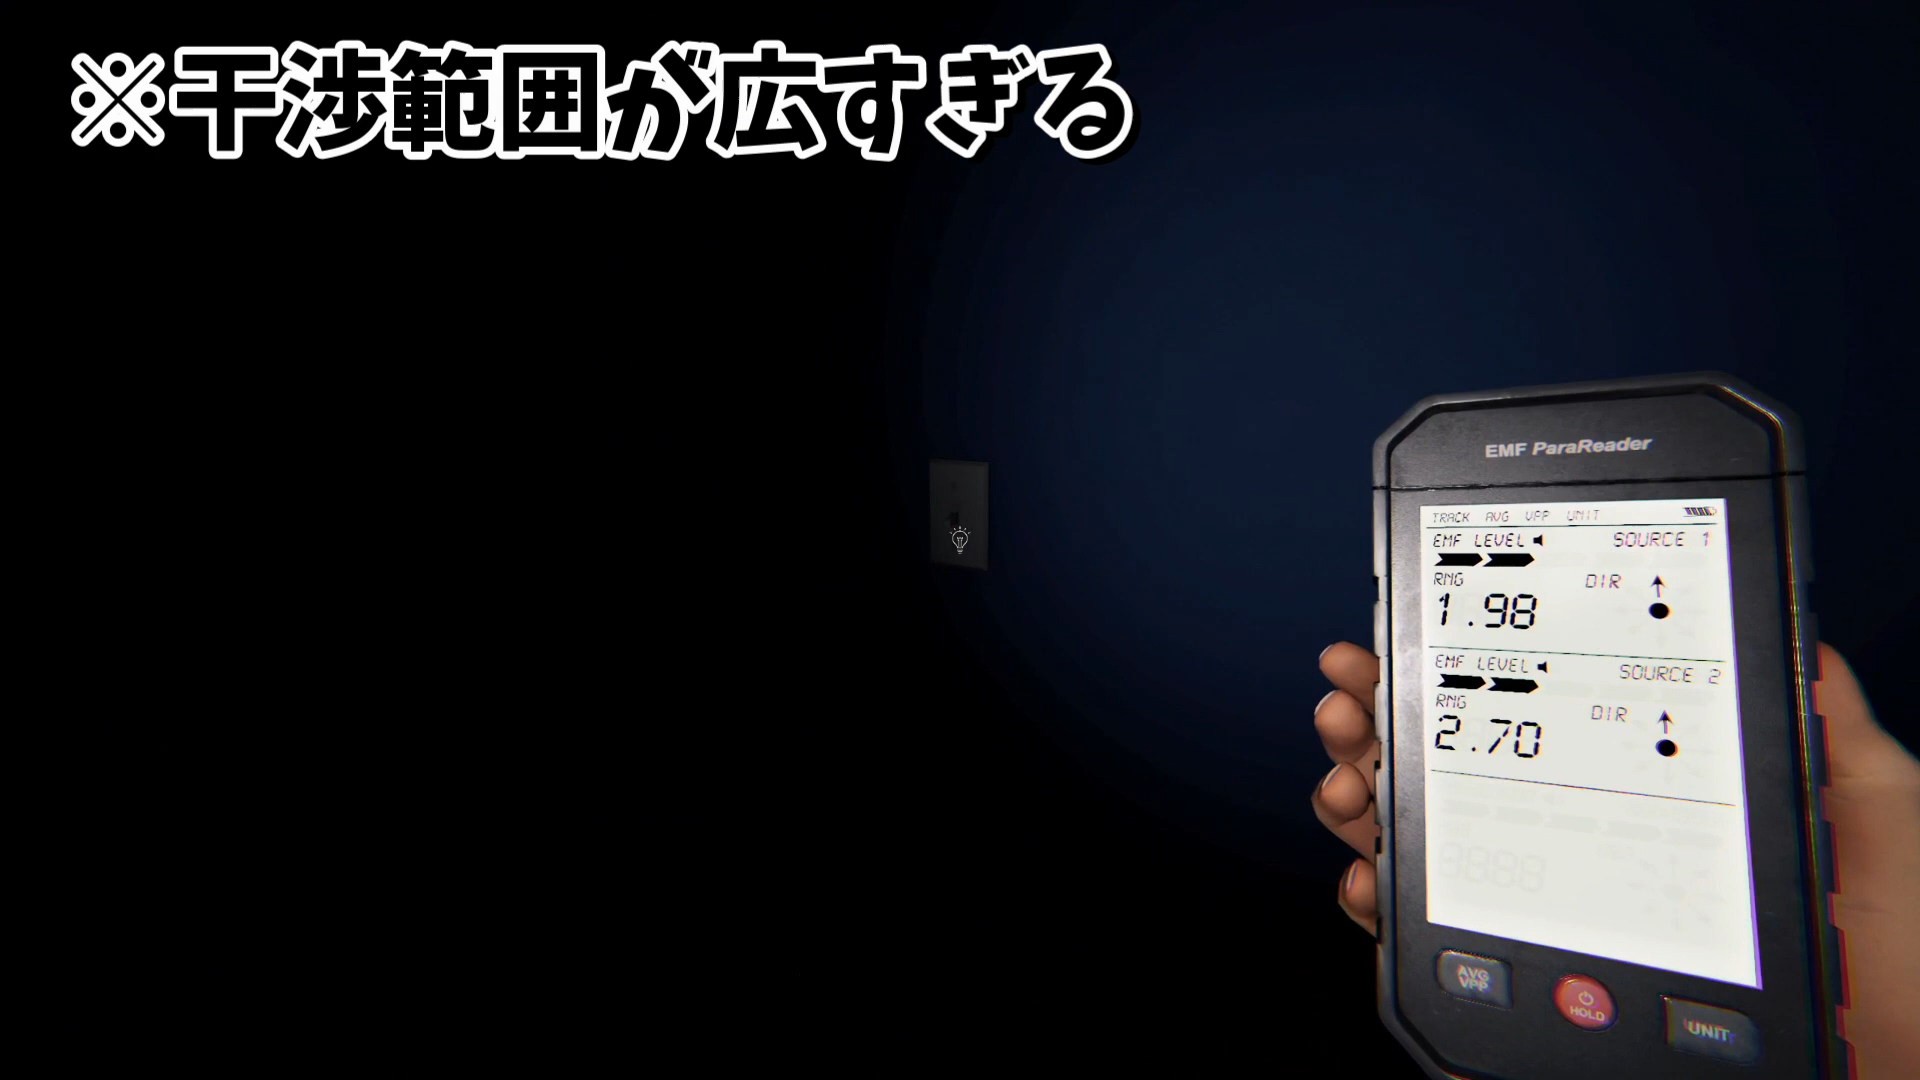 ※干渉範囲が広すぎる
EMF ParaReader
TRACK AVG VPP UNIT
EMF LEVEL SOURCE 1
RNG DIR
1.98
EMF LEVEL SOURCE 2
RNG DIR
2.70
AVG
VPP
HOLD
UNIT